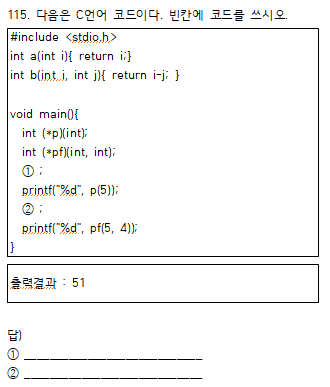 115. 다음은 C언어 코드이다. 빈칸에 코드를 쓰시오.
#include <stdio.h>
int a(int i){ return i;}
int b(int i, int j){ return i-j; }
void main(){
int (*p)(int);
int (*pf)(int, int);
① ;
printf("%d", p(5));
② ;
printf("%d", pf(5, 4));
}
출력결과 : 51
답)
① ____________________________
② ____________________________